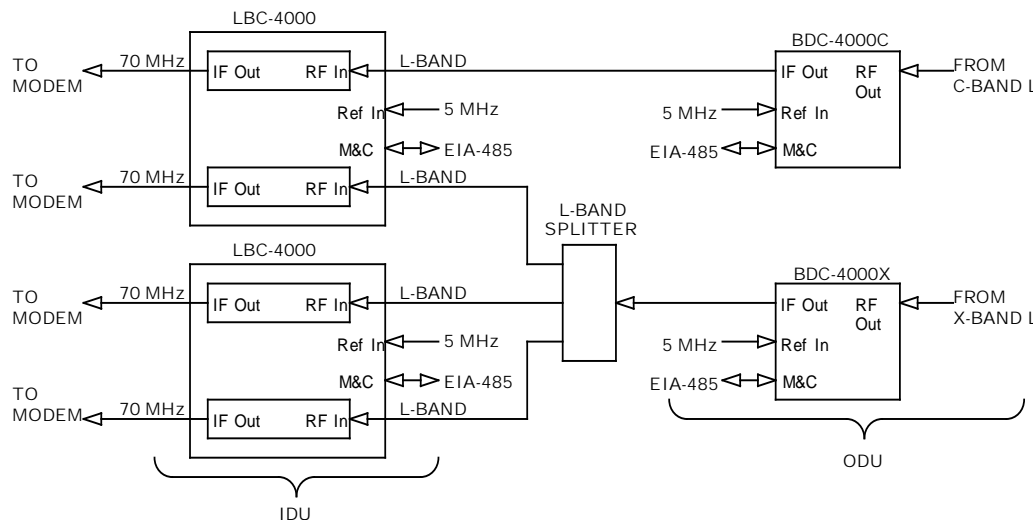 LBC-4000
TO
MODEM
70 MHz
IF Out
RF In
L-BAND
BDC-4000C
IF Out
RF
Out
FROM
C-BAND L
Ref In
5 MHz
5 MHz
Ref In
M&C
EIA-485
EIA-485
M&C
TO
MODEM
70 MHz
IF Out
RF In
L-BAND
L-BAND
SPLITTER
LBC-4000
BDC-4000X
TO
MODEM
70 MHz
IF Out
RF In
L-BAND
IF Out
RF
Out
FROM
X-BAND L
Ref In
5 MHz
5 MHz
Ref In
M&C
EIA-485
EIA-485
M&C
TO
MODEM
70 MHz
IF Out
RF In
L-BAND
ODU
IDU